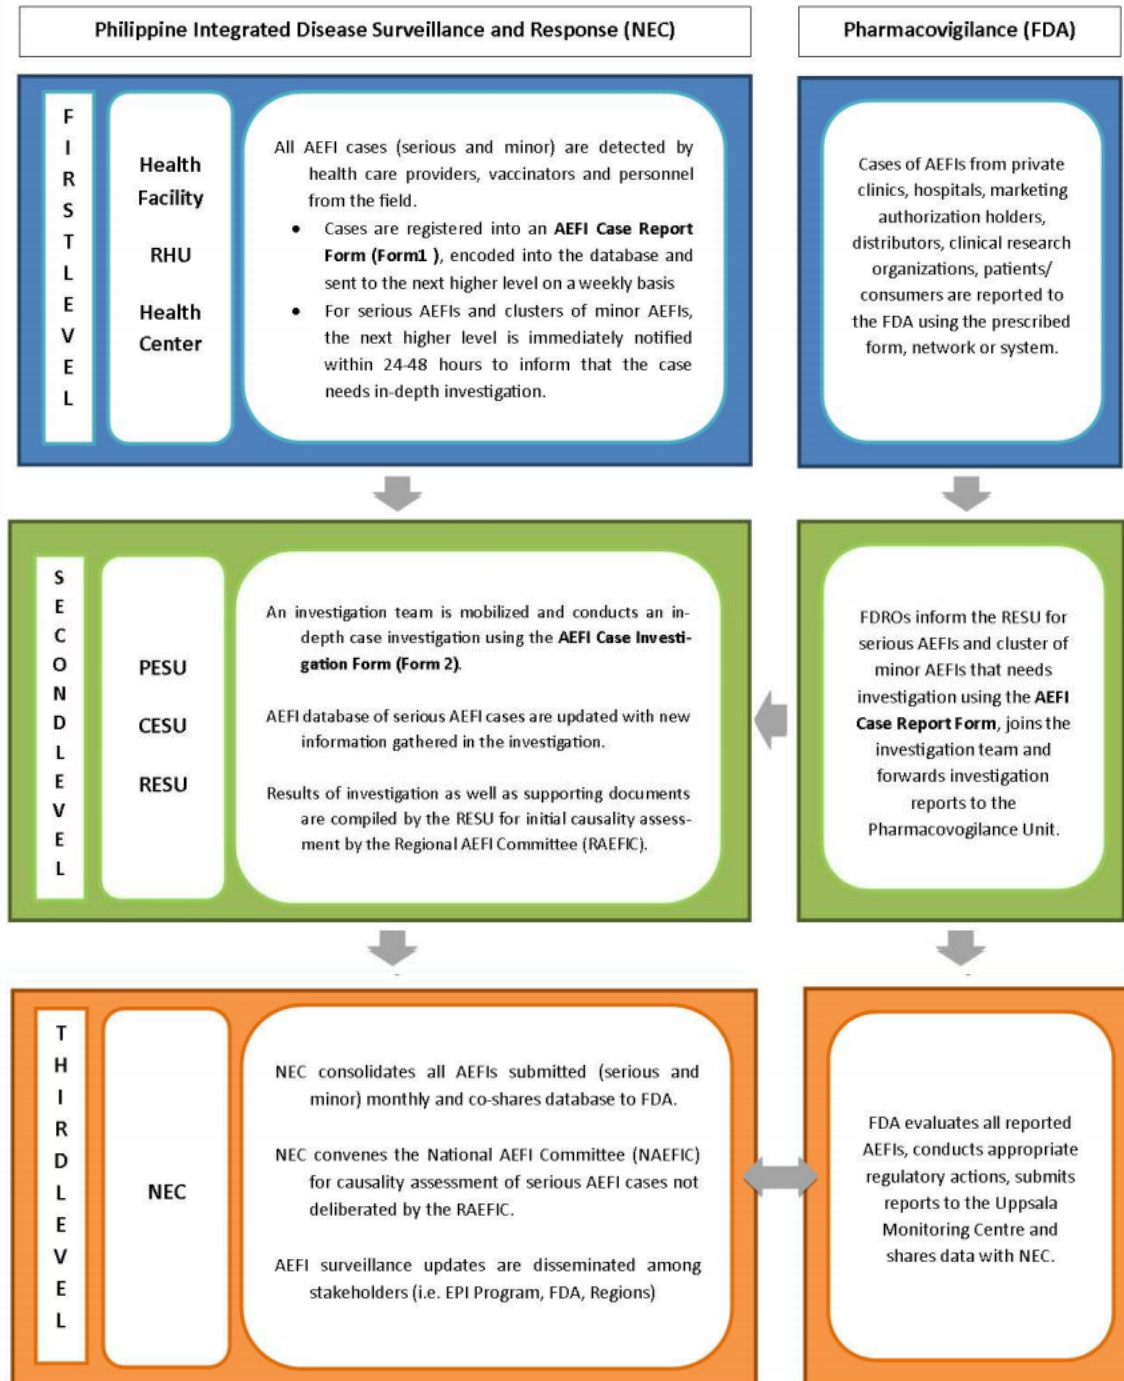 Philippine Integrated Disease Surveillance and Response (NEC)
Pharmacovigilance (FDA)
FIRST LEVEL
Health
Facility
RHU
Health
Center
All AEFI cases (serious and minor) are detected by
health care providers, vaccinators and personnel
from the field.
• Cases are registered into an AEFI Case Report
Form (Form1 ), encoded into the database and
sent to the next higher level on a weekly basis
• For serious AEFIs and clusters of minor AEFIs,
the next higher level is immediately notified
within 24-48 hours to inform that the case
needs in-depth investigation.
Cases of AEFIs from private
clinics, hospitals, marketing
authorization holders,
distributors, clinical research
organizations, patients/
consumers are reported to
the FDA using the prescribed
form, network or system.
SECOND LEVEL
PESU
CESU
RESU
An investigation team is mobilized and conducts an in-
depth case investigation using the AEFI Case Investi-
gation Form (Form 2).
AEFI database of serious AEFI cases are updated with new
information gathered in the investigation.
Results of investigation as well as supporting documents
are compiled by the RESU for initial causality assess-
ment by the Regional AEFI Committee (RAEFIC).
FDROs inform the RESU for
serious AEFIs and cluster of
minor AEFIs that needs
investigation using the AEFI
Case Report Form, joins the
investigation team and
forwards investigation
reports to the
Pharmacovogilance Unit.
THIRD LEVEL
NEC
NEC consolidates all AEFIs submitted (serious and
minor) monthly and co-shares database to FDA.
NEC convenes the National AEFI Committee (NAEFIC)
for causality assessment of serious AEFI cases not
deliberated by the RAEFIC.
AEFI surveillance updates are disseminated among
stakeholders (i.e. EPI Program, FDA, Regions)
FDA evaluates all reported
AEFIs, conducts appropriate
regulatory actions, submits
reports to the Uppsala
Monitoring Centre and
shares data with NEC.